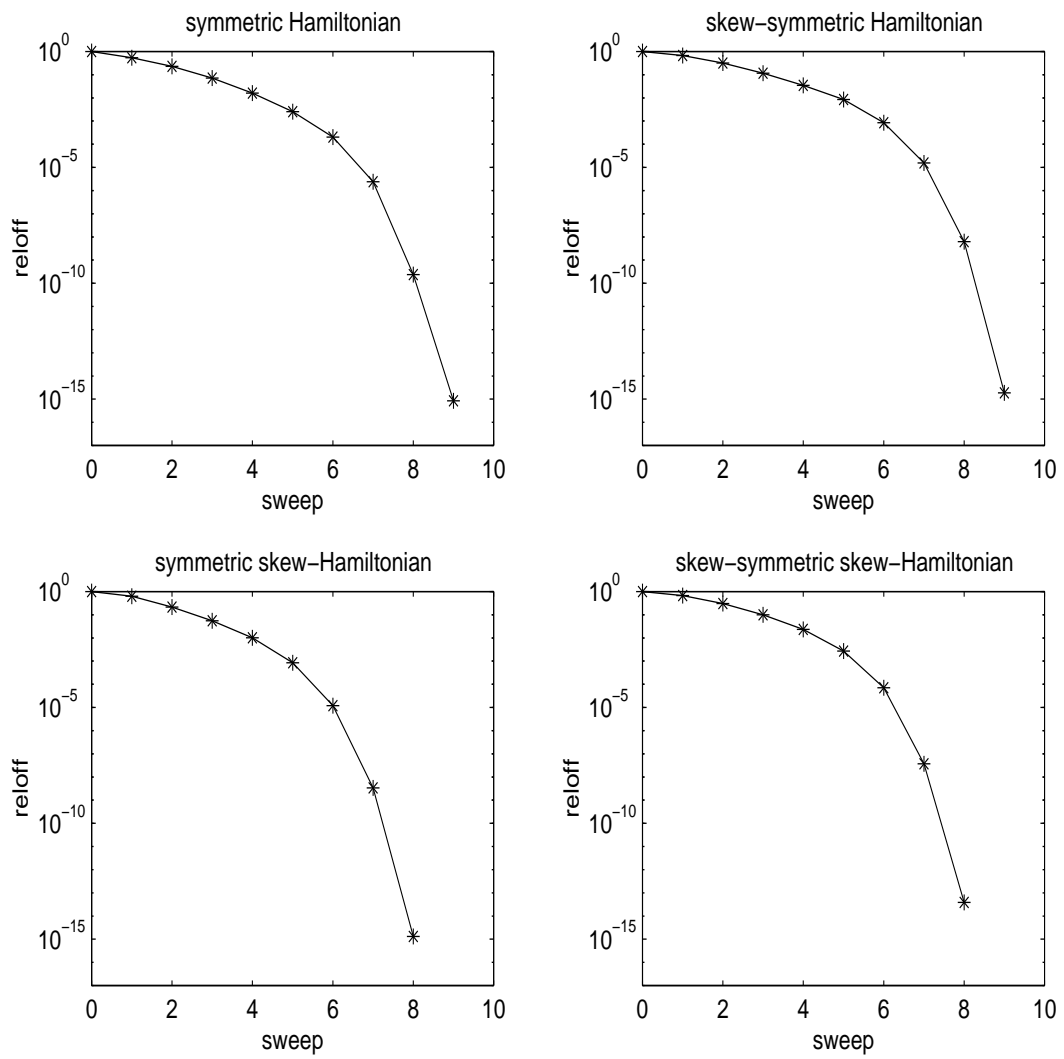 symmetric Hamiltonian
10^0
10^−5
10^−10
10^−15
reloff
0 2 4 6 8 10
sweep
skew−symmetric Hamiltonian
10^0
10^−5
10^−10
10^−15
reloff
0 2 4 6 8 10
sweep
symmetric skew−Hamiltonian
10^0
10^−5
10^−10
10^−15
reloff
0 2 4 6 8 10
sweep
skew−symmetric skew−Hamiltonian
10^0
10^−5
10^−10
10^−15
reloff
0 2 4 6 8 10
sweep